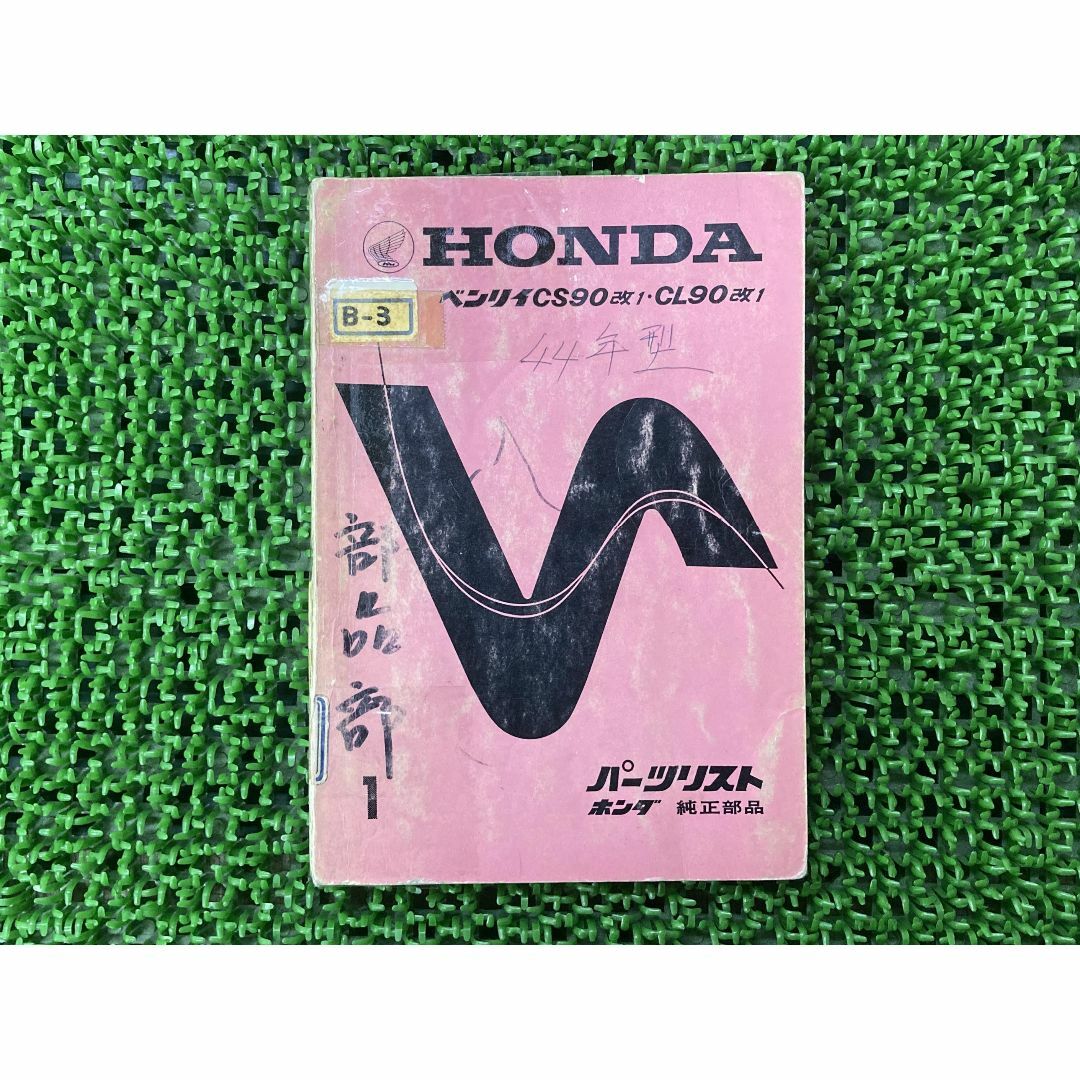 HONDA
ベンリイCS90改1・CL90改1
B-3
44年型
部品部
1
パーツリスト
ホンダ 純正部品